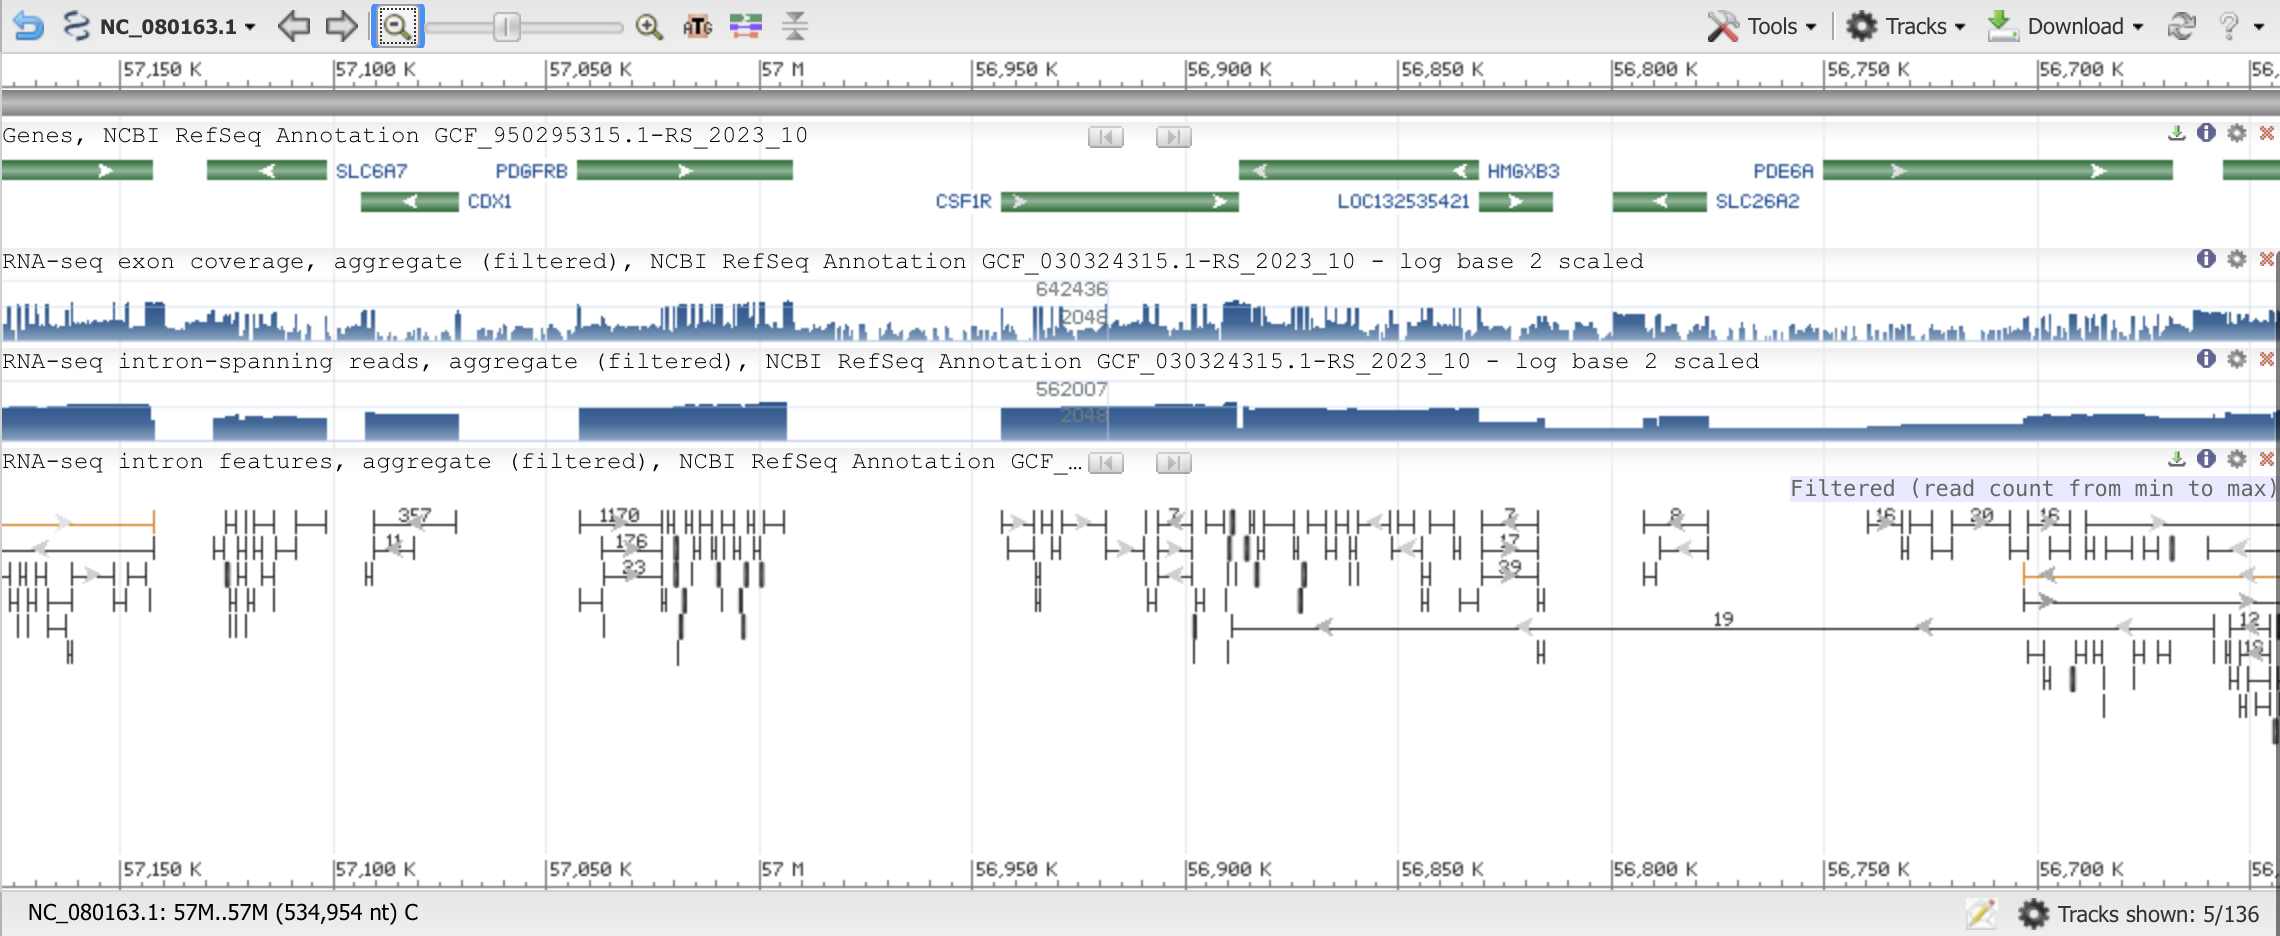 NC_080163.1 Tools Tracks Download
57,150 K 57,100 K 57,050 K 57 M 56,950 K 56,900 K 56,850 K 56,800 K 56,750 K 56,700 K 56,
Genes, NCBI RefSeq Annotation GCF_950295315.1-RS_2023_10
SLC6A7 PDGFRB HMGXB3 PDE6A
CDX1 CSF1R LOC132535421 SLC26A2
RNA-seq exon coverage, aggregate (filtered), NCBI RefSeq Annotation GCF_030324315.1-RS_2023_10 - log base 2 scaled
642436
2048
RNA-seq intron-spanning reads, aggregate (filtered), NCBI RefSeq Annotation GCF_030324315.1-RS_2023_10 - log base 2 scaled
562007
2048
RNA-seq intron features, aggregate (filtered), NCBI RefSeq Annotation GCF_…
Filtered (read count from min to max)
357 1170 7 7 8 16 20 16
11 176 17
23 39
19 12
18
57,150 K 57,100 K 57,050 K 57 M 56,950 K 56,900 K 56,850 K 56,800 K 56,750 K 56,700 K 56,
NC_080163.1: 57M..57M (534,954 nt) C Tracks shown: 5/136